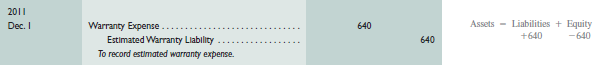 2011
Dec. 1 Warranty Expense . . . . . . . . . . . . . . . . . . . . . . . . . . . . . . 640
Estimated Warranty Liability . . . . . . . . . . . . . . . . . . 640
To record estimated warranty expense.
Assets = Liabilities + Equity
+640 −640